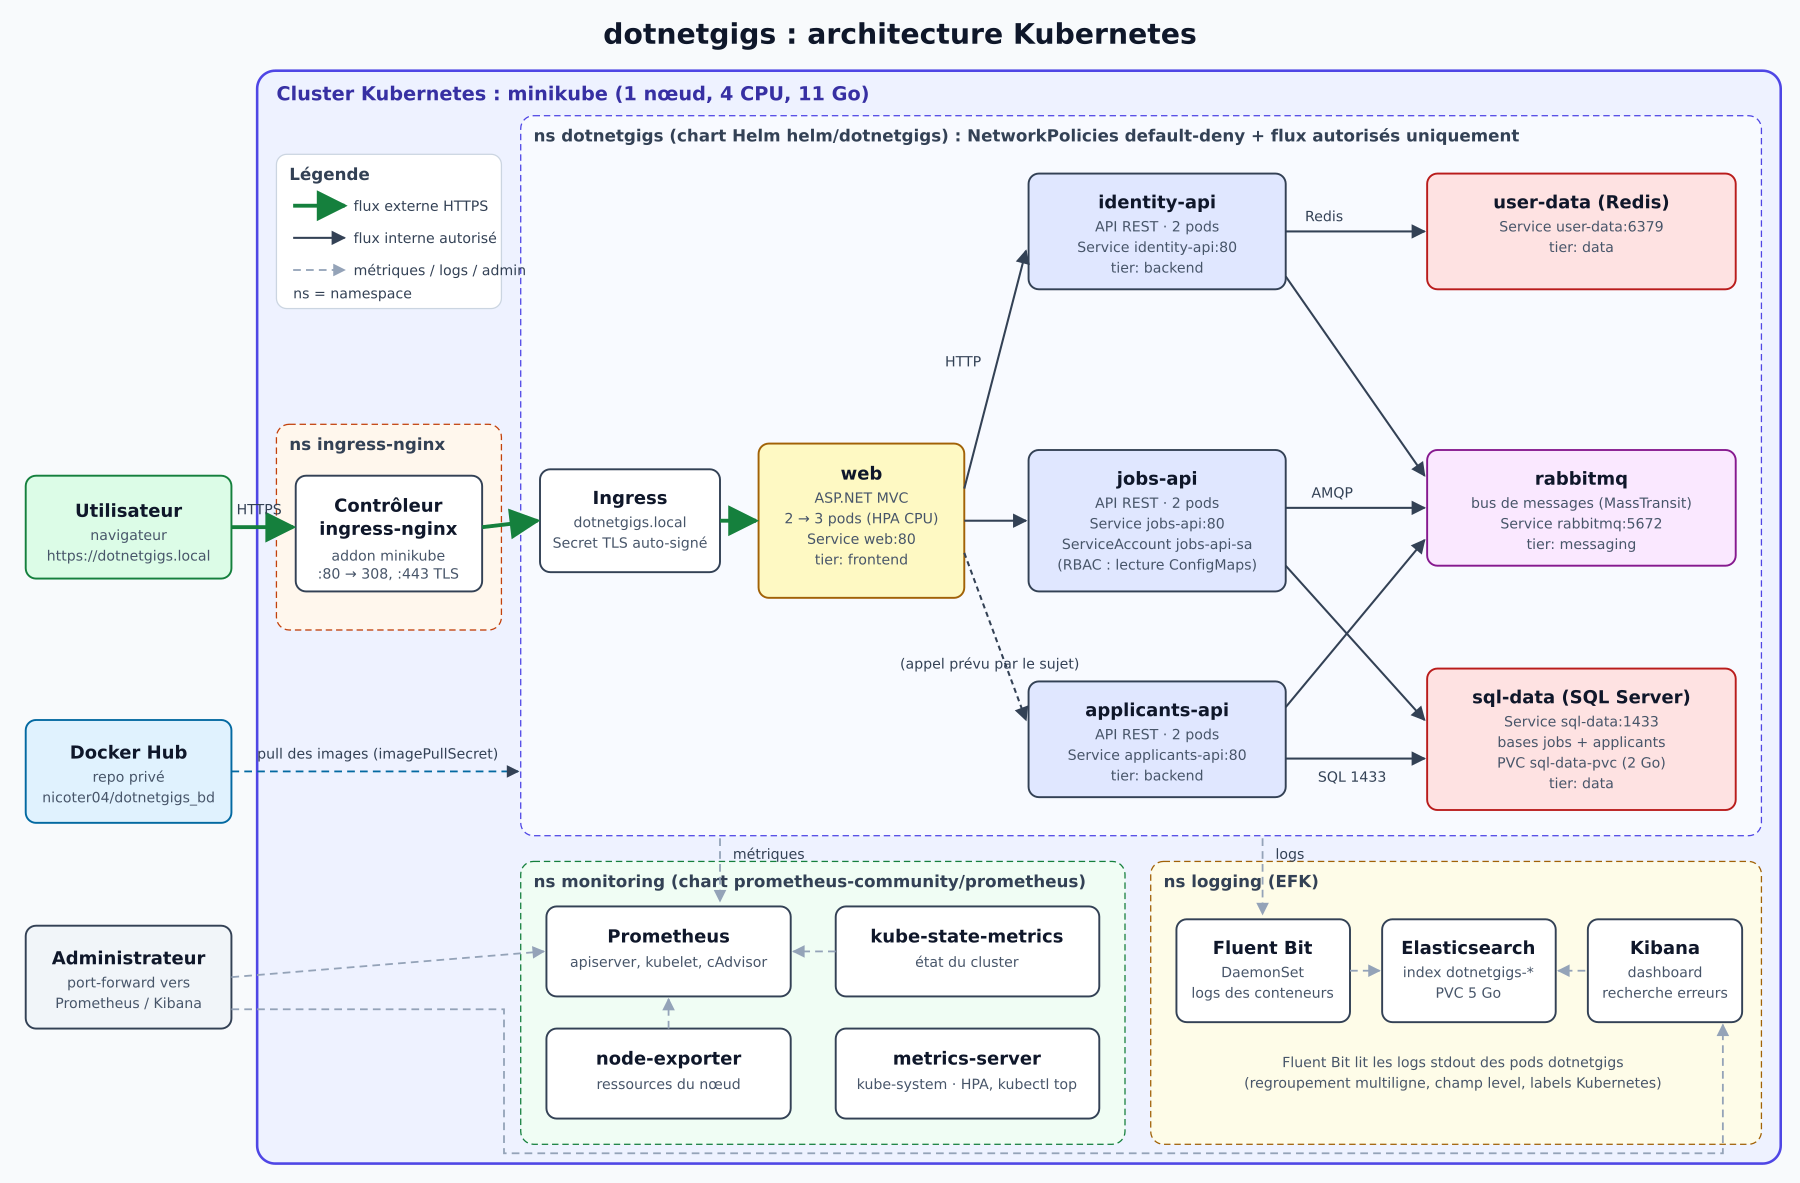 dotnetgigs : architecture Kubernetes
Cluster Kubernetes : minikube (1 nœud, 4 CPU, 11 Go)
ns dotnetgigs (chart Helm helm/dotnetgigs) : NetworkPolicies default-deny + flux autorisés uniquement
Légende
flux externe HTTPS
flux interne autorisé
métriques / logs / admin
ns = namespace
identity-api
API REST · 2 pods
Service identity-api:80
tier: backend
Redis
user-data (Redis)
Service user-data:6379
tier: data
HTTP
ns ingress-nginx
Utilisateur
navigateur
https://dotnetgigs.local
HTTPS
Contrôleur
ingress-nginx
addon minikube
:80 → 308, :443 TLS
Ingress
dotnetgigs.local
Secret TLS auto-signé
web
ASP.NET MVC
2 → 3 pods (HPA CPU)
Service web:80
tier: frontend
jobs-api
API REST · 2 pods
Service jobs-api:80
ServiceAccount jobs-api-sa
(RBAC : lecture ConfigMaps)
AMQP
rabbitmq
bus de messages (MassTransit)
Service rabbitmq:5672
tier: messaging
(appel prévu par le sujet)
Docker Hub
repo privé
nicoter04/dotnetgigs_bd
pull des images (imagePullSecret)
applicants-api
API REST · 2 pods
Service applicants-api:80
tier: backend
SQL 1433
sql-data (SQL Server)
Service sql-data:1433
bases jobs + applicants
PVC sql-data-pvc (2 Go)
tier: data
métriques
logs
ns monitoring (chart prometheus-community/prometheus)
ns logging (EFK)
Administrateur
port-forward vers
Prometheus / Kibana
Prometheus
apiserver, kubelet, cAdvisor
kube-state-metrics
état du cluster
Fluent Bit
DaemonSet
logs des conteneurs
Elasticsearch
index dotnetgigs-*
PVC 5 Go
Kibana
dashboard
recherche erreurs
node-exporter
ressources du nœud
metrics-server
kube-system · HPA, kubectl top
Fluent Bit lit les logs stdout des pods dotnetgigs
(regroupement multiligne, champ level, labels Kubernetes)